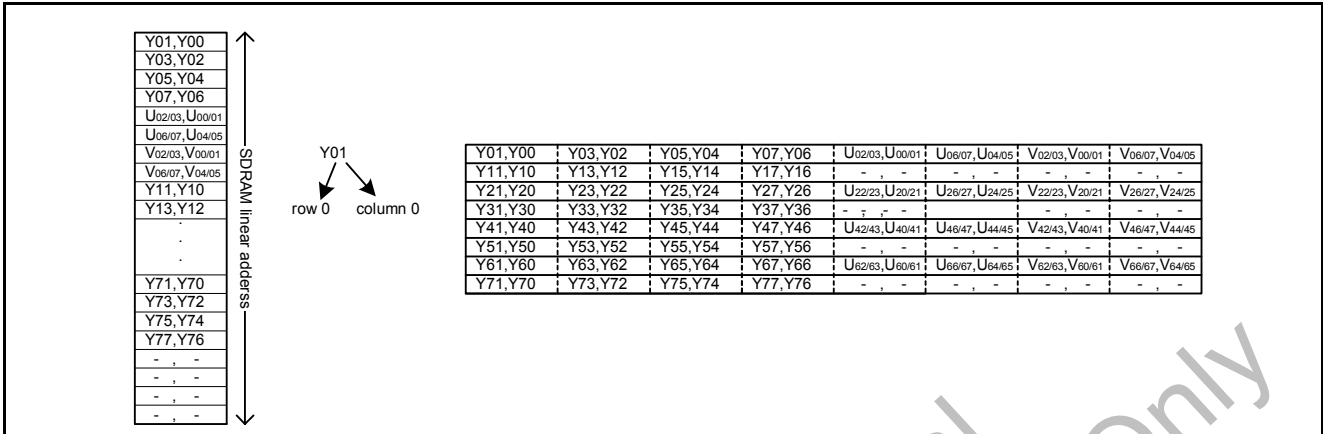 Y01,Y00
Y03,Y02
Y05,Y04
Y07,Y06
U02/03,U00/01
U06/07,U04/05
V02/03,V00/01
V06/07,V04/05
Y11,Y10
Y13,Y12
.
.
.
Y71,Y70
Y73,Y72
Y75,Y74
Y77,Y76
- , -
- , -
- , -
- , -
SDRAM linear adderss
Y01
row 0 column 0
Y01,Y00 Y03,Y02 Y05,Y04 Y07,Y06 U02/03,U00/01 U06/07,U04/05 V02/03,V00/01 V06/07,V04/05
Y11,Y10 Y13,Y12 Y15,Y14 Y17,Y16 - , - - , - - , - - , -
Y21,Y20 Y23,Y22 Y25,Y24 Y27,Y26 U22/23,U20/21 U26/27,U24/25 V22/23,V20/21 V26/27,V24/25
Y31,Y30 Y33,Y32 Y35,Y34 Y37,Y36 - , - , - - - , - - , -
Y41,Y40 Y43,Y42 Y45,Y44 Y47,Y46 U42/43,U40/41 U46/47,U44/45 V42/43,V40/41 V46/47,V44/45
Y51,Y50 Y53,Y52 Y55,Y54 Y57,Y56 - , - - , - - , - - , -
Y61,Y60 Y63,Y62 Y65,Y64 Y67,Y66 U62/63,U60/61 U66/67,U64/65 V62/63,V60/61 V66/67,V64/65
Y71,Y70 Y73,Y72 Y75,Y74 Y77,Y76 - , - - , - - , - - , -
only